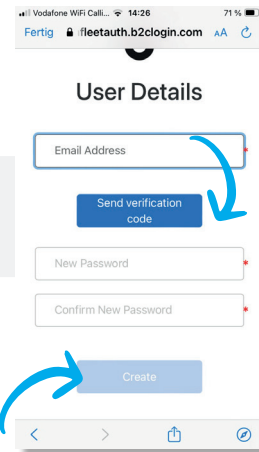 Vodafone WiFi Calli... 14:26 71 %
Fertig fleetauth.b2clogin.com AA
User Details
Email Address *
Send verification
code
New Password *
Confirm New Password *
Create